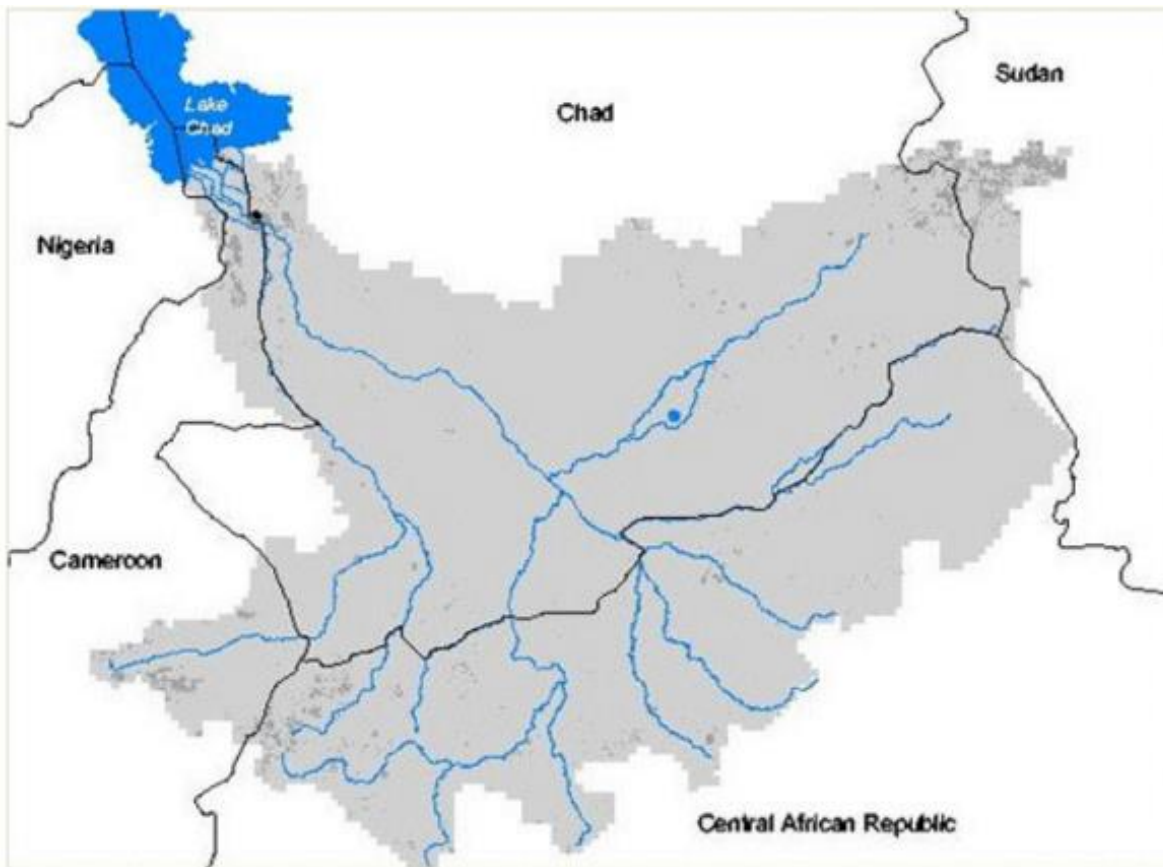 Sudan
Chad
Lake
Chad
Nigeria
Cameroon
Central African Republic